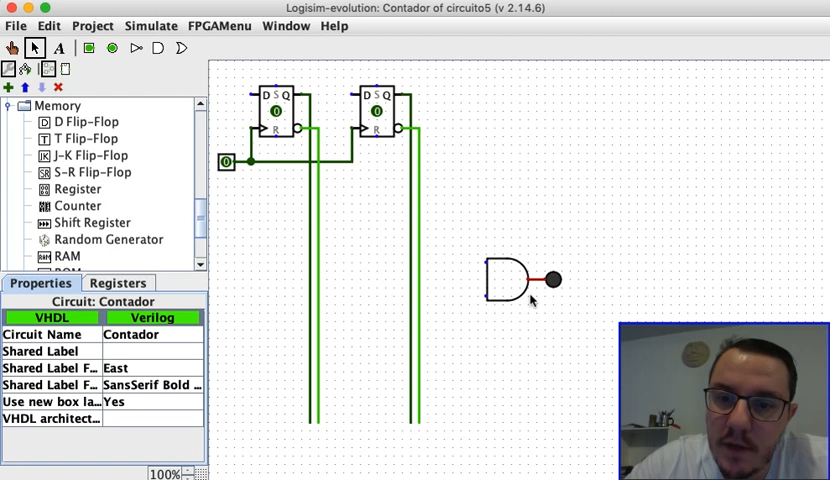 Logisim-evolution: Contador of circuito5 (v 2.14.6)
File Edit Project Simulate FPGAMenu Window Help
A
Memory
D Flip-Flop
T Flip-Flop
J-K Flip-Flop
S-R Flip-Flop
Register
Counter
Shift Register
Random Generator
RAM
Properties Registers
Circuit: Contador
VHDL Verilog
Circuit Name Contador
Shared Label
Shared Label F... East
Shared Label F... SansSerif Bold ...
Use new box la... Yes
VHDL architect...
100%
D S Q
0
R
D S Q
0
R
0